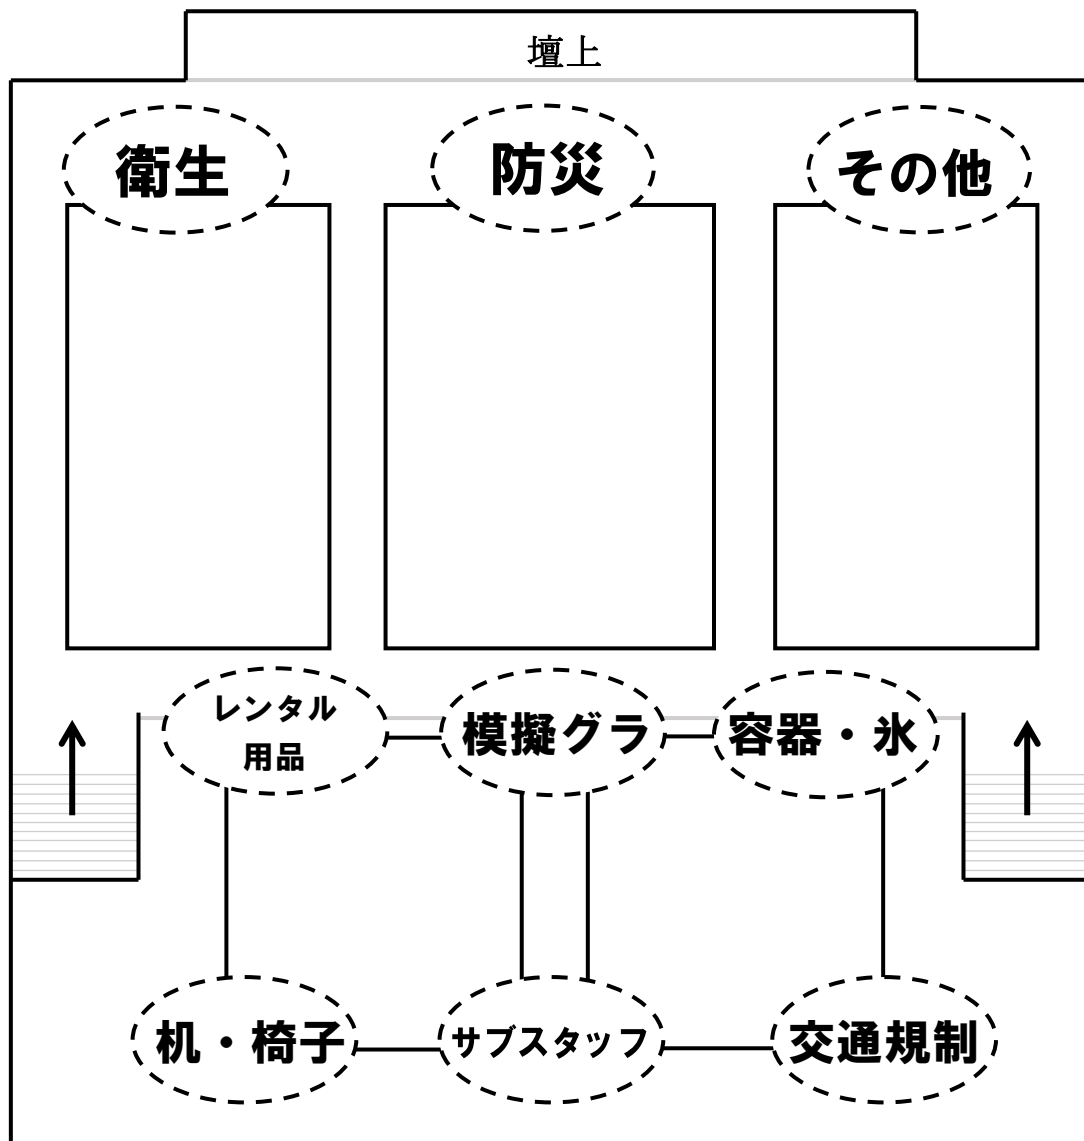 壇上
衛生
防災
その他
レンタル
用品
模擬グラ
容器・氷
机・椅子
サブスタッフ
交通規制